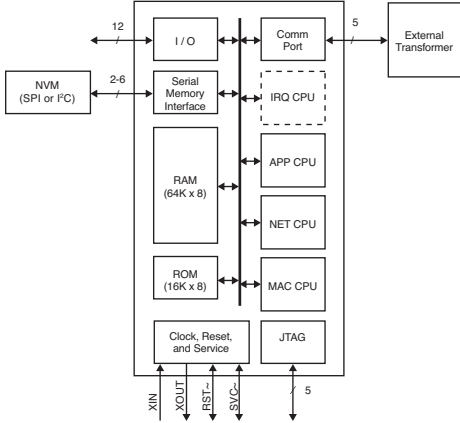 12
I / O
Comm
Port
5
External
Transformer
NVM
(SPI or I²C)
2-6
Serial
Memory
Interface
IRQ CPU
RAM
(64K x 8)
APP CPU
NET CPU
ROM
(16K x 8)
MAC CPU
Clock, Reset,
and Service
JTAG
XIN
XOUT
RST~
SVC~
5